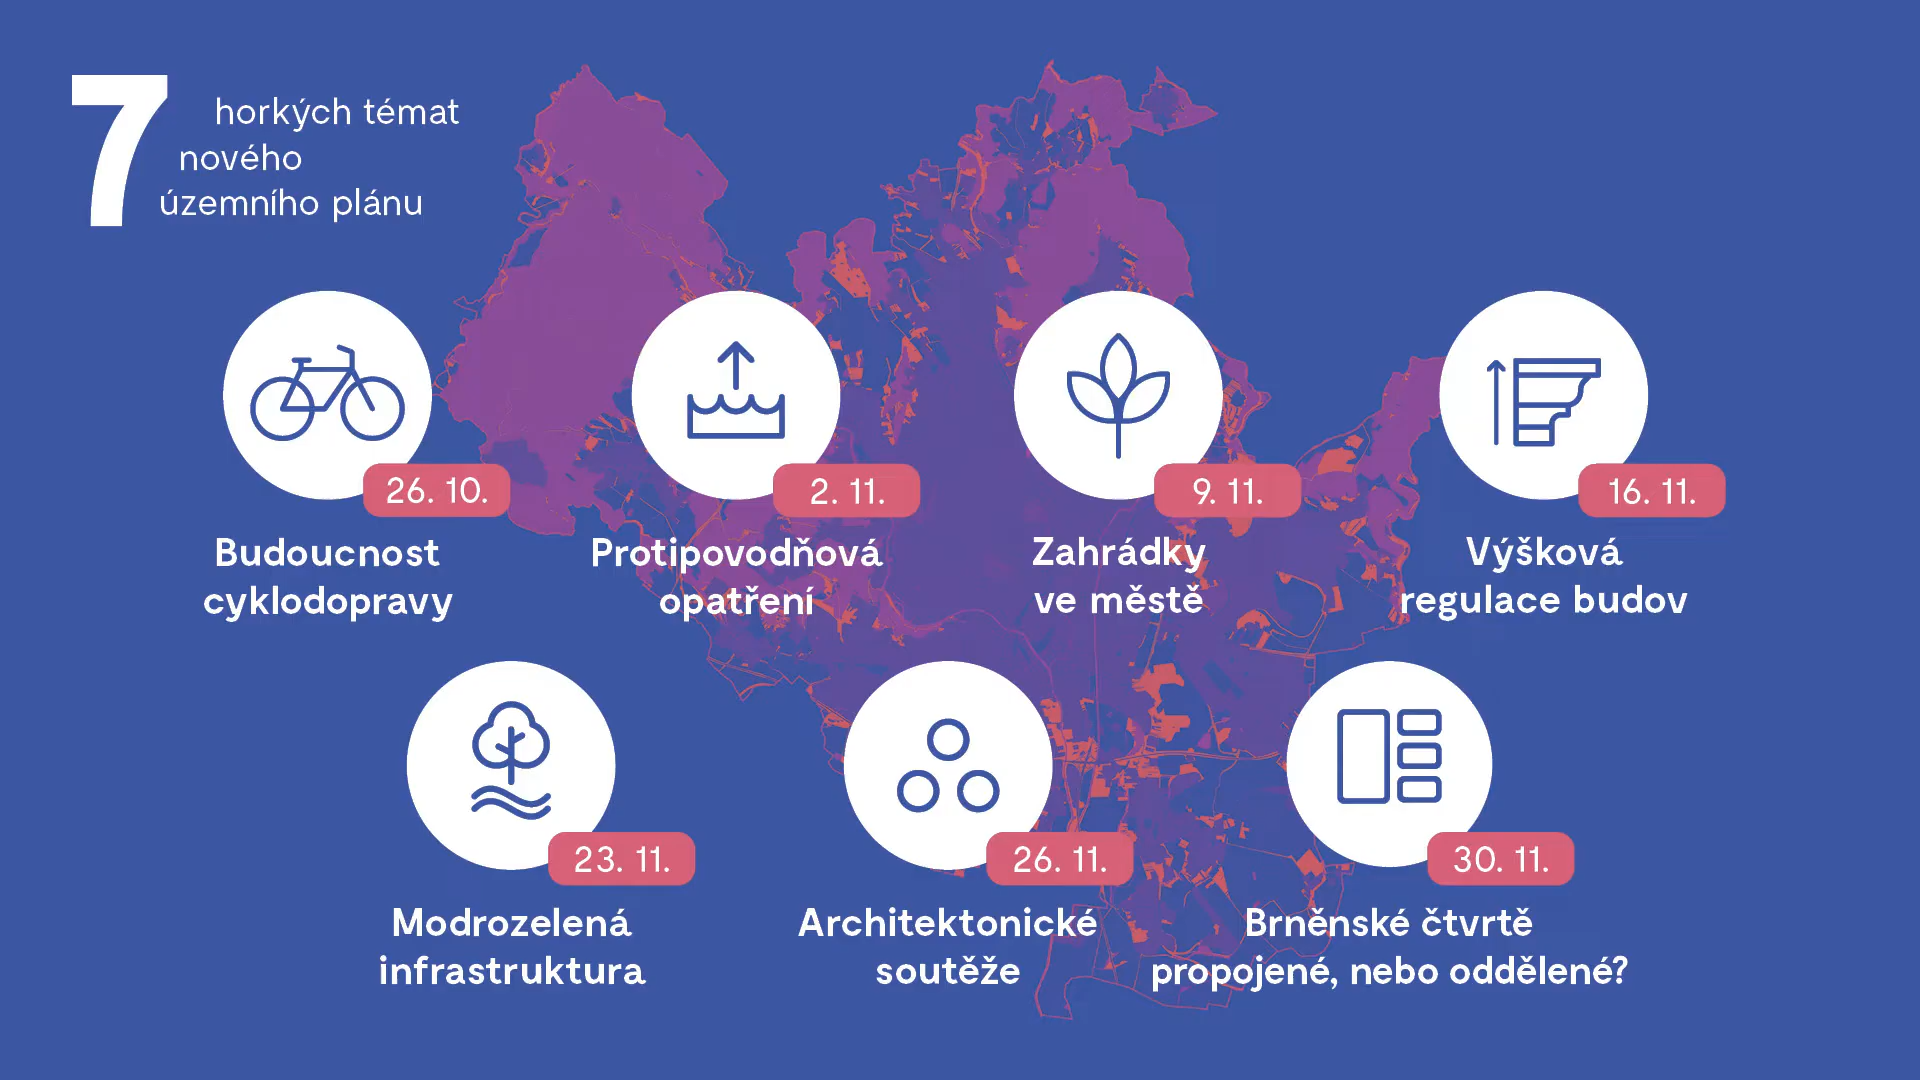 7 horkých témat
nového
územního plánu
26. 10.
Budoucnost
cyklodopravy
2. 11.
Protipovodňová
opatření
9. 11.
Zahrádky
ve městě
16. 11.
Výšková
regulace budov
23. 11.
Modrozelená
infrastruktura
26. 11.
Architektonické
soutěže
30. 11.
Brněnské čtvrtě
propojené, nebo oddělené?